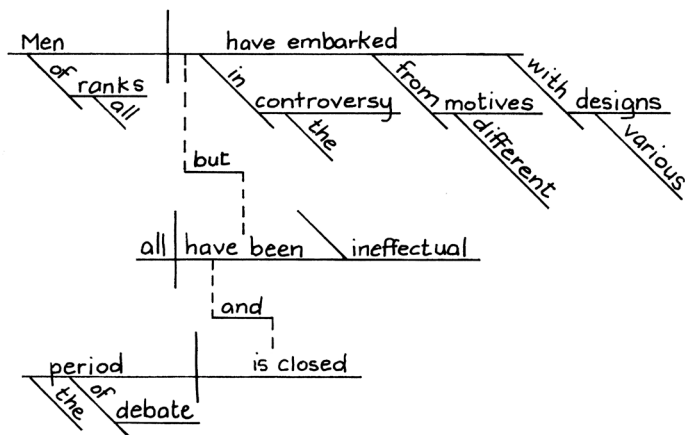 Men have embarked
of ranks all in controversy the from motives different with designs various
but
all have been ineffectual
and
period is closed
the of debate